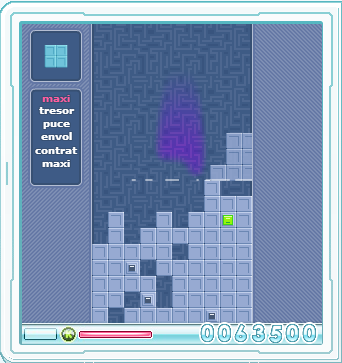 maxi
tresor
puce
envol
contrat
maxi
0063500